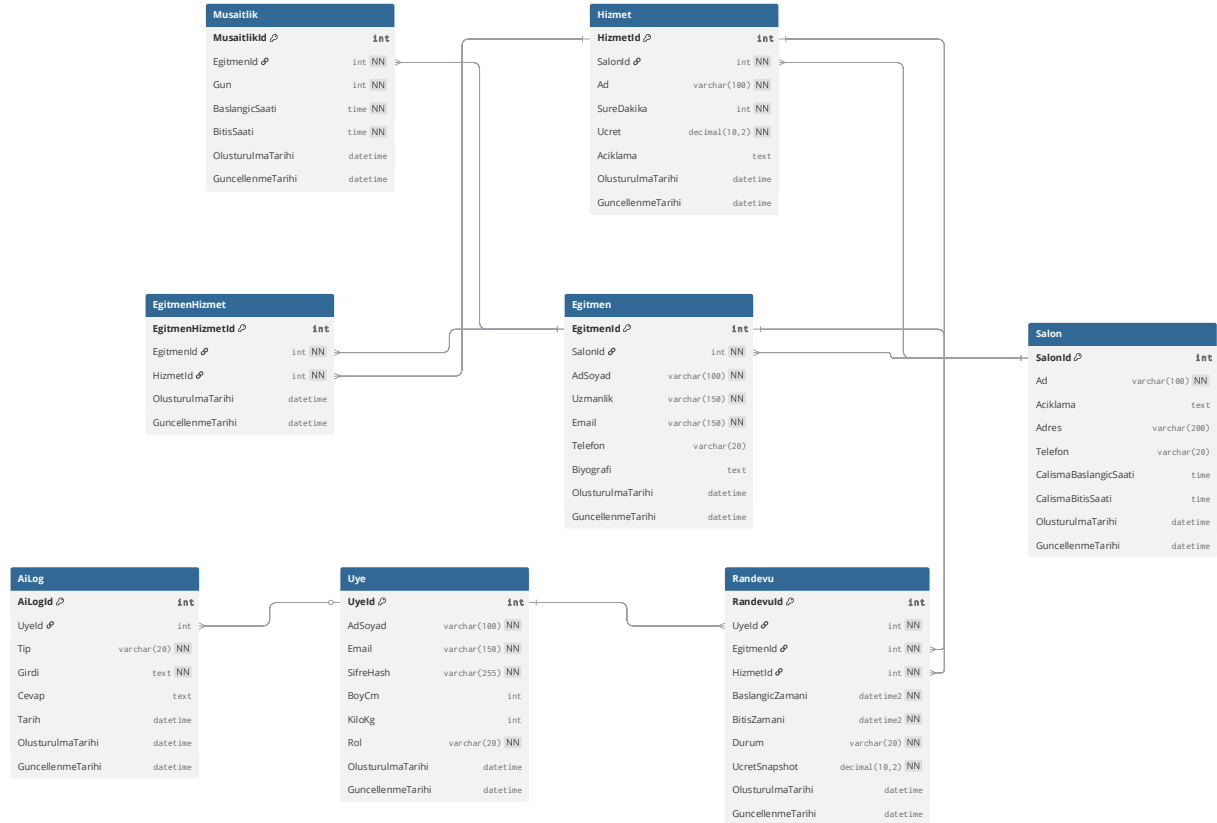 Musaitlik
MusaitlikId int
EgitmenId int NN
Gun int NN
BaslangicSaati time NN
BitisSaati time NN
OlusturulmaTarihi datetime
GuncellenmeTarihi datetime
Hizmet
HizmetId int
SalonId int NN
Ad varchar(100) NN
SureDakika int NN
Ucret decimal(10,2) NN
Aciklama text
OlusturulmaTarihi datetime
GuncellenmeTarihi datetime
EgitmenHizmet
EgitmenHizmetId int
EgitmenId int NN
HizmetId int NN
OlusturulmaTarihi datetime
GuncellenmeTarihi datetime
Egitmen
EgitmenId int
SalonId int NN
AdSoyad varchar(100) NN
Uzmanlik varchar(150) NN
Email varchar(150) NN
Telefon varchar(20)
Biyografi text
OlusturulmaTarihi datetime
GuncellenmeTarihi datetime
Salon
SalonId int
Ad varchar(100) NN
Aciklama text
Adres varchar(200)
Telefon varchar(20)
CalismaBaslangicSaati time
CalismaBitisSaati time
OlusturulmaTarihi datetime
GuncellenmeTarihi datetime
AiLog
AiLogId int
UyeId int
Tip varchar(20) NN
Girdi text NN
Cevap text
Tarih datetime
OlusturulmaTarihi datetime
GuncellenmeTarihi datetime
Uye
UyeId int
AdSoyad varchar(100) NN
Email varchar(150) NN
SifreHash varchar(255) NN
BoyCm int
KiloKg int
Rol varchar(20) NN
OlusturulmaTarihi datetime
GuncellenmeTarihi datetime
Randevu
RandevuId int
UyeId int NN
EgitmenId int NN
HizmetId int NN
BaslangicZamani datetime2 NN
BitisZamani datetime2 NN
Durum varchar(20) NN
UcretSnapshot decimal(10,2) NN
OlusturulmaTarihi datetime
GuncellenmeTarihi datetime